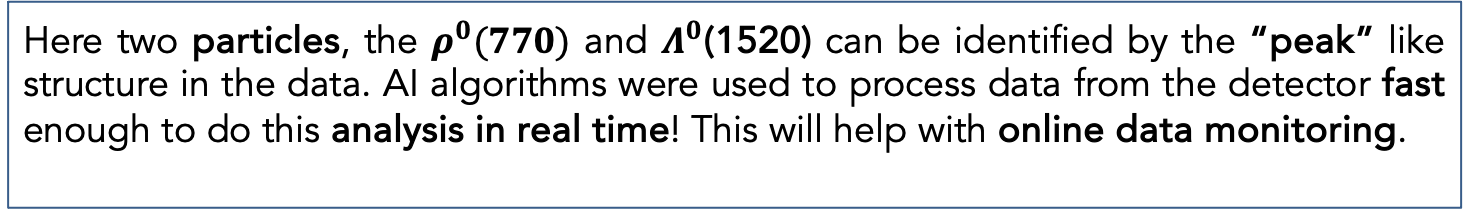 Here two particles, the ρ⁰(770) and Λ⁰(1520) can be identified by the “peak” like
structure in the data. AI algorithms were used to process data from the detector fast
enough to do this analysis in real time! This will help with online data monitoring.